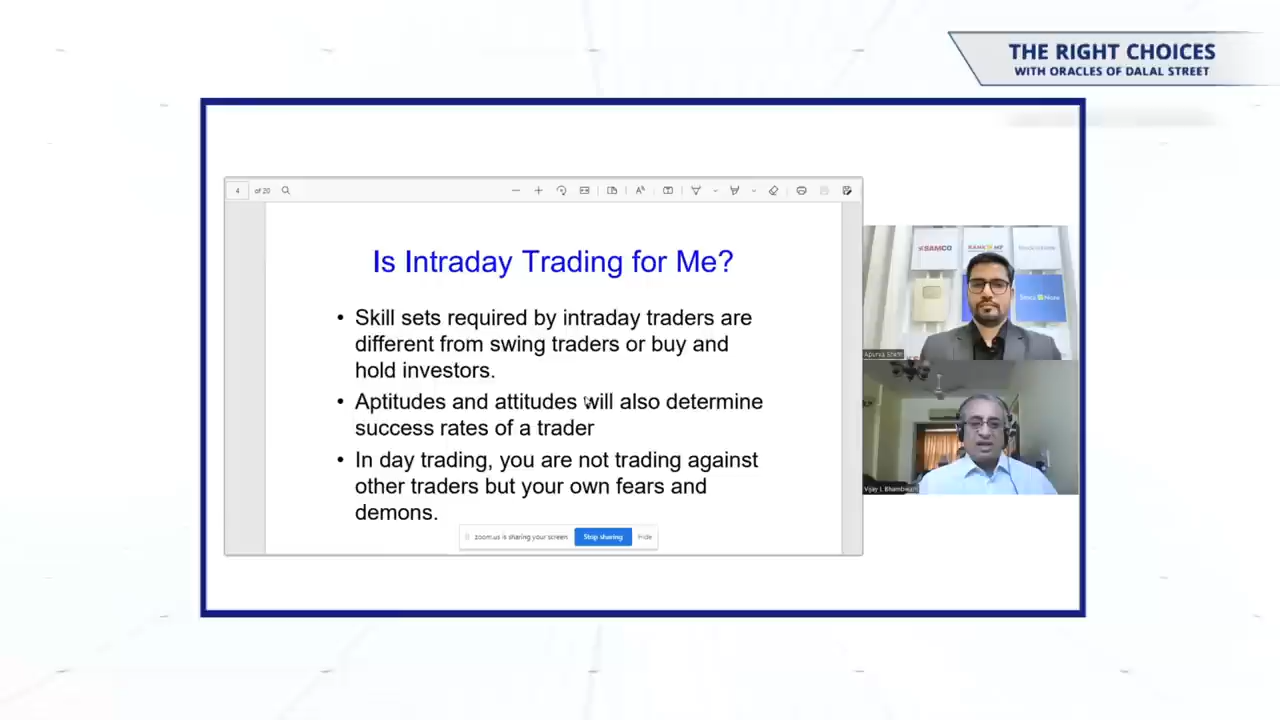 THE RIGHT CHOICES
WITH ORACLES OF DALAL STREET
4 of 20
Is Intraday Trading for Me?
• Skill sets required by intraday traders are
different from swing traders or buy and
hold investors.
• Aptitudes and attitudes will also determine
success rates of a trader
• In day trading, you are not trading against
other traders but your own fears and
demons.
zoom.us is sharing your screen Stop sharing Hide
SAMCO
Vijay L Bhambwani